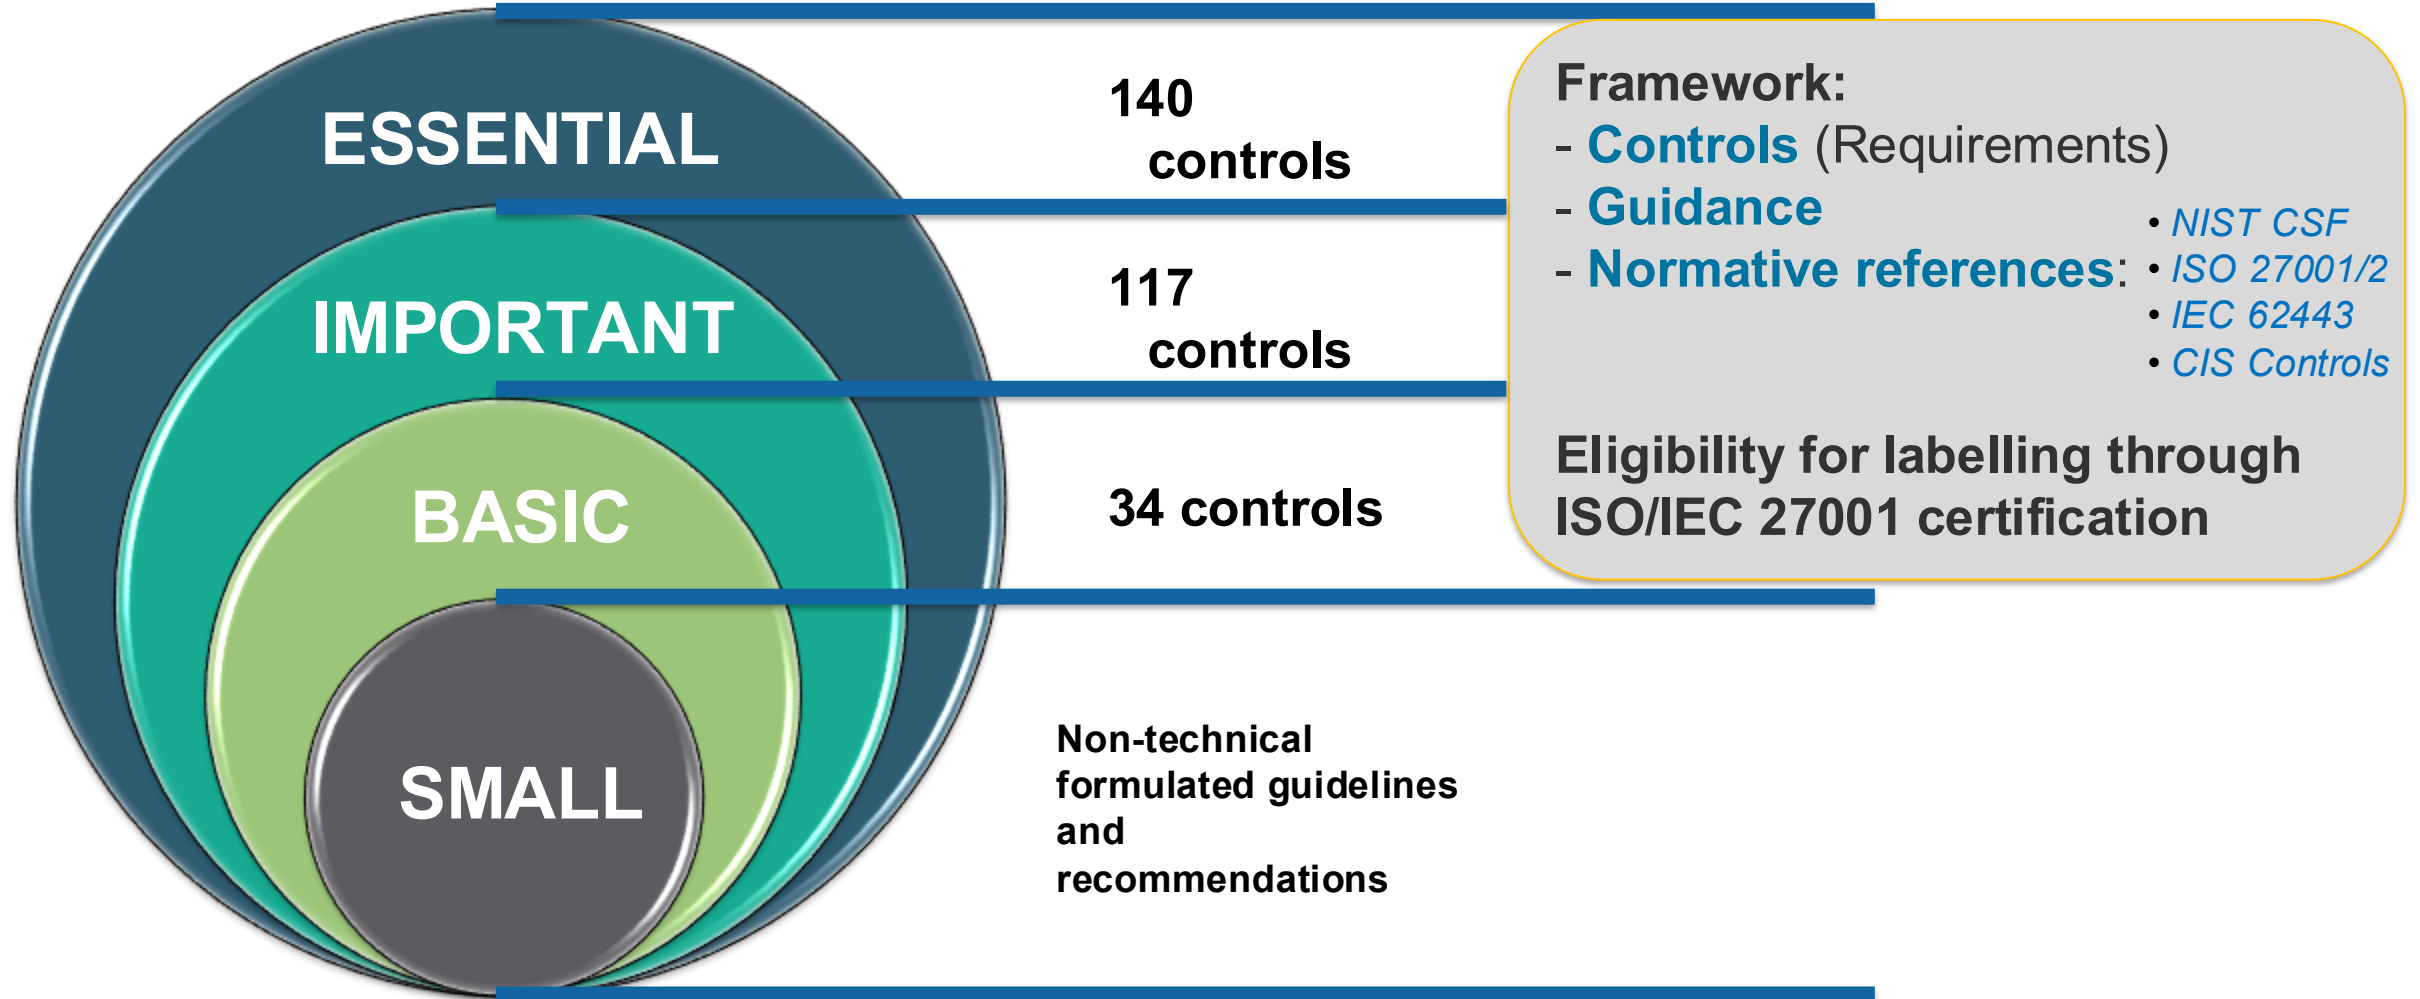 ESSENTIAL
140
controls
IMPORTANT
117
controls
BASIC
34 controls
SMALL
Non-technical
formulated guidelines
and
recommendations
Framework:
- Controls (Requirements)
- Guidance
- Normative references:
• NIST CSF
• ISO 27001/2
• IEC 62443
• CIS Controls
Eligibility for labelling through
ISO/IEC 27001 certification